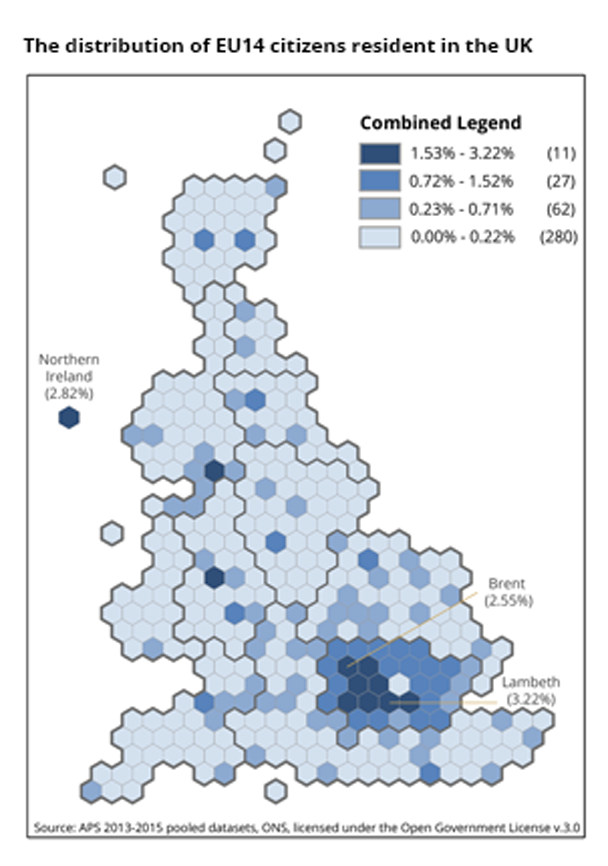 The distribution of EU14 citizens resident in the UK
Combined Legend
1.53% - 3.22% (11)
0.72% - 1.52% (27)
0.23% - 0.71% (62)
0.00% - 0.22% (280)
Northern
Ireland
(2.82%)
Brent
(2.55%)
Lambeth
(3.22%)
Source: APS 2013-2015 pooled datasets, ONS, licensed under the Open Government License v.3.0